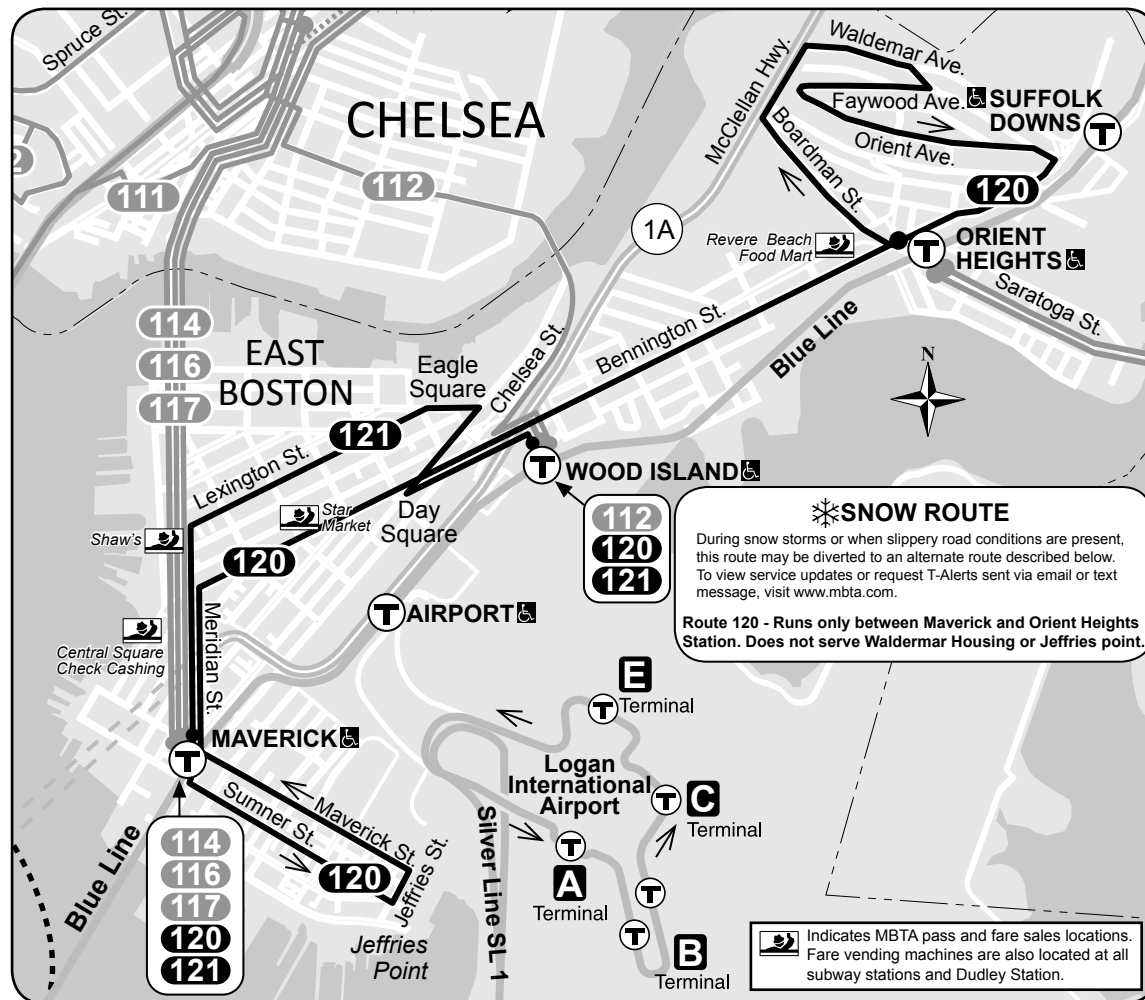 Spruce St.
CHELSEA
McClellan Hwy.
Waldemar Ave.
Faywood Ave.
SUFFOLK
DOWNS
T
Orient Ave.
Boardman St.
2
111
112
120
1A
Revere Beach
Food Mart
T
ORIENT
HEIGHTS
Saratoga St.
114
116
117
EAST
BOSTON
Eagle
Square
Chelsea St.
Bennington St.
Blue Line
N
121
Lexington St.
T
WOOD ISLAND
Star
Market
Day
Square
Shaw's
120
112
120
121
SNOW ROUTE
During snow storms or when slippery road conditions are present,
this route may be diverted to an alternate route described below.
To view service updates or request T-Alerts sent via email or text
message, visit www.mbta.com.
Route 120 - Runs only between Maverick and Orient Heights
Station. Does not serve Waldermar Housing or Jeffries point.
T
AIRPORT
Meridian St.
Central Square
Check Cashing
E
Terminal
T
MAVERICK
T
Logan
International
Airport
T
C
Terminal
Sumner St.
Maverick St.
Jeffries St.
120
Silver Line SL 1
T
A
Terminal
T
T
B
Terminal
Blue Line
114
116
117
120
121
Jeffries
Point
Indicates MBTA pass and fare sales locations.
Fare vending machines are also located at all
subway stations and Dudley Station.